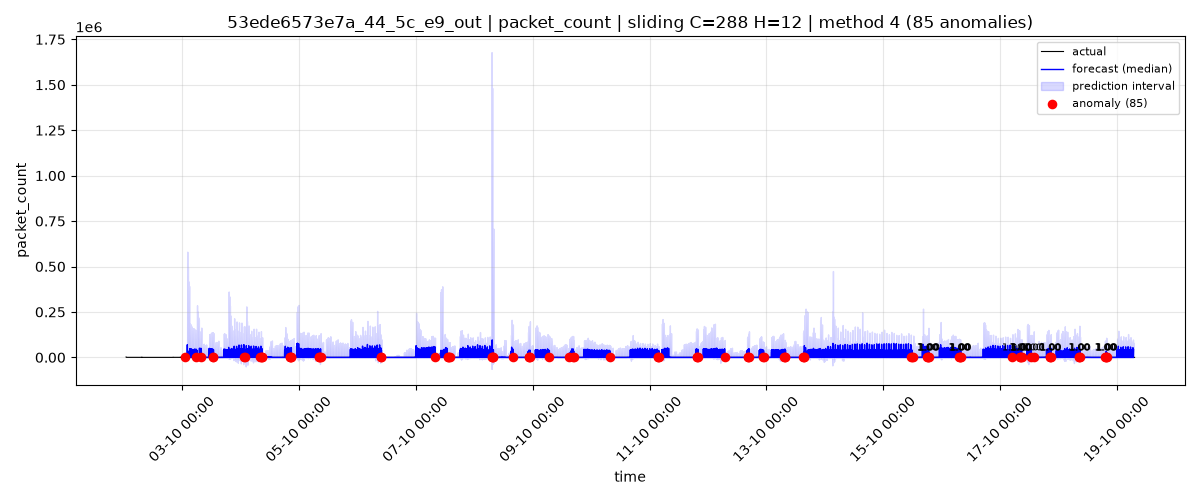 53ede6573e7a_44_5c_e9_out | packet_count | sliding C=288 H=12 | method 4 (85 anomalies)
1e6
1.75
1.50
1.25
1.00
0.75
0.50
0.25
0.00
packet_count
actual
forecast (median)
prediction interval
anomaly (85)
1.00 1.00 1.00 1.00 1.00 1.00
03-10 00:00
05-10 00:00
07-10 00:00
09-10 00:00
11-10 00:00
13-10 00:00
15-10 00:00
17-10 00:00
19-10 00:00
time